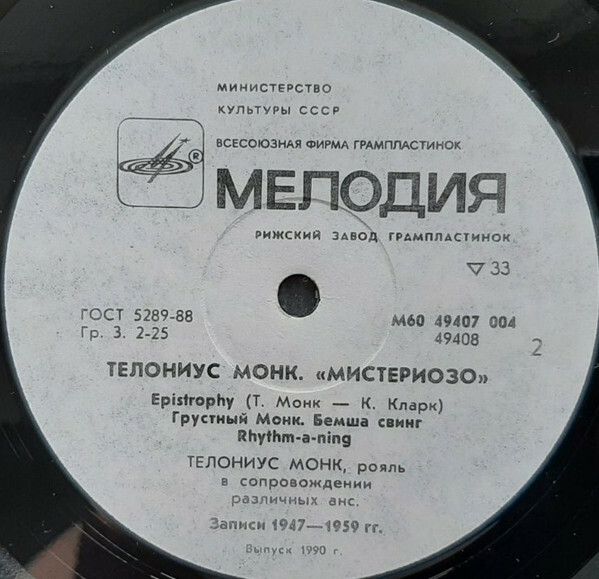 МИНИСТЕРСТВО
КУЛЬТУРЫ СССР
ВСЕСОЮЗНАЯ ФИРМА ГРАМПЛАСТИНОК
®
МЕЛОДИЯ
РИЖСКИЙ ЗАВОД ГРАМПЛАСТИНОК
▽ 33
ГОСТ 5289-88
Гр. 3. 2-25
М60 49407 004
49408
2
ТЕЛОНИУС МОНК. «МИСТЕРИОЗО»
Epistrophy (Т. Монк — К. Кларк)
Грустный Монк. Бемша свинг
Rhythm-a-ning
ТЕЛОНИУС МОНК, рояль
в сопровождении
различных анс.
Записи 1947—1959 гг.
Выпуск 1990 г.